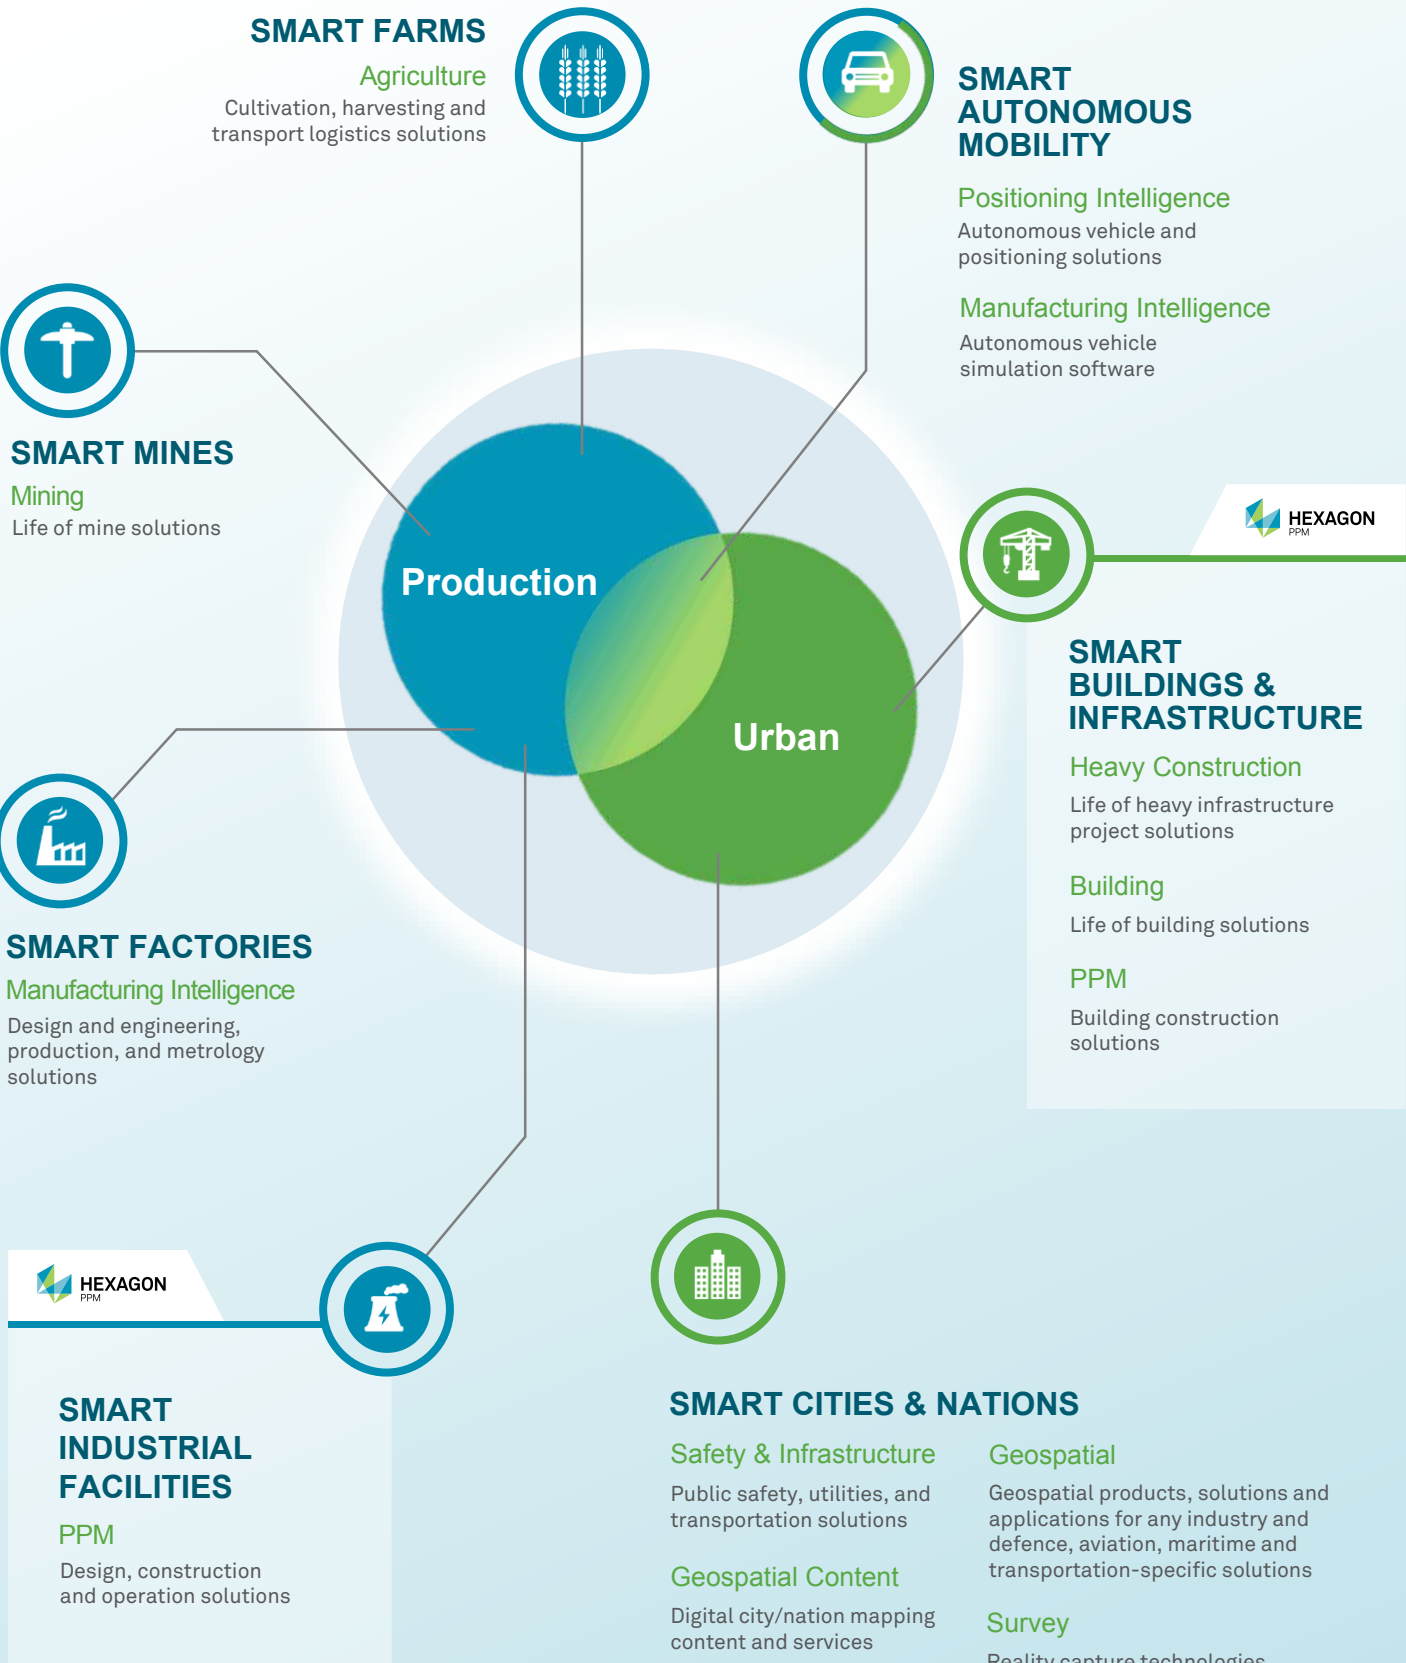 SMART FARMS
Agriculture
Cultivation, harvesting and
transport logistics solutions
SMART
AUTONOMOUS
MOBILITY
Positioning Intelligence
Autonomous vehicle and
positioning solutions
Manufacturing Intelligence
Autonomous vehicle
simulation software
SMART MINES
Mining
Life of mine solutions
Production
Urban
HEXAGON
PPM
SMART
BUILDINGS &
INFRASTRUCTURE
Heavy Construction
Life of heavy infrastructure
project solutions
Building
Life of building solutions
PPM
Building construction
solutions
SMART FACTORIES
Manufacturing Intelligence
Design and engineering,
production, and metrology
solutions
HEXAGON
PPM
SMART
INDUSTRIAL
FACILITIES
PPM
Design, construction
and operation solutions
SMART CITIES & NATIONS
Safety & Infrastructure
Public safety, utilities, and
transportation solutions
Geospatial Content
Digital city/nation mapping
content and services
Geospatial
Geospatial products, solutions and
applications for any industry and
defence, aviation, maritime and
transportation-specific solutions
Survey
Reality capture technologies